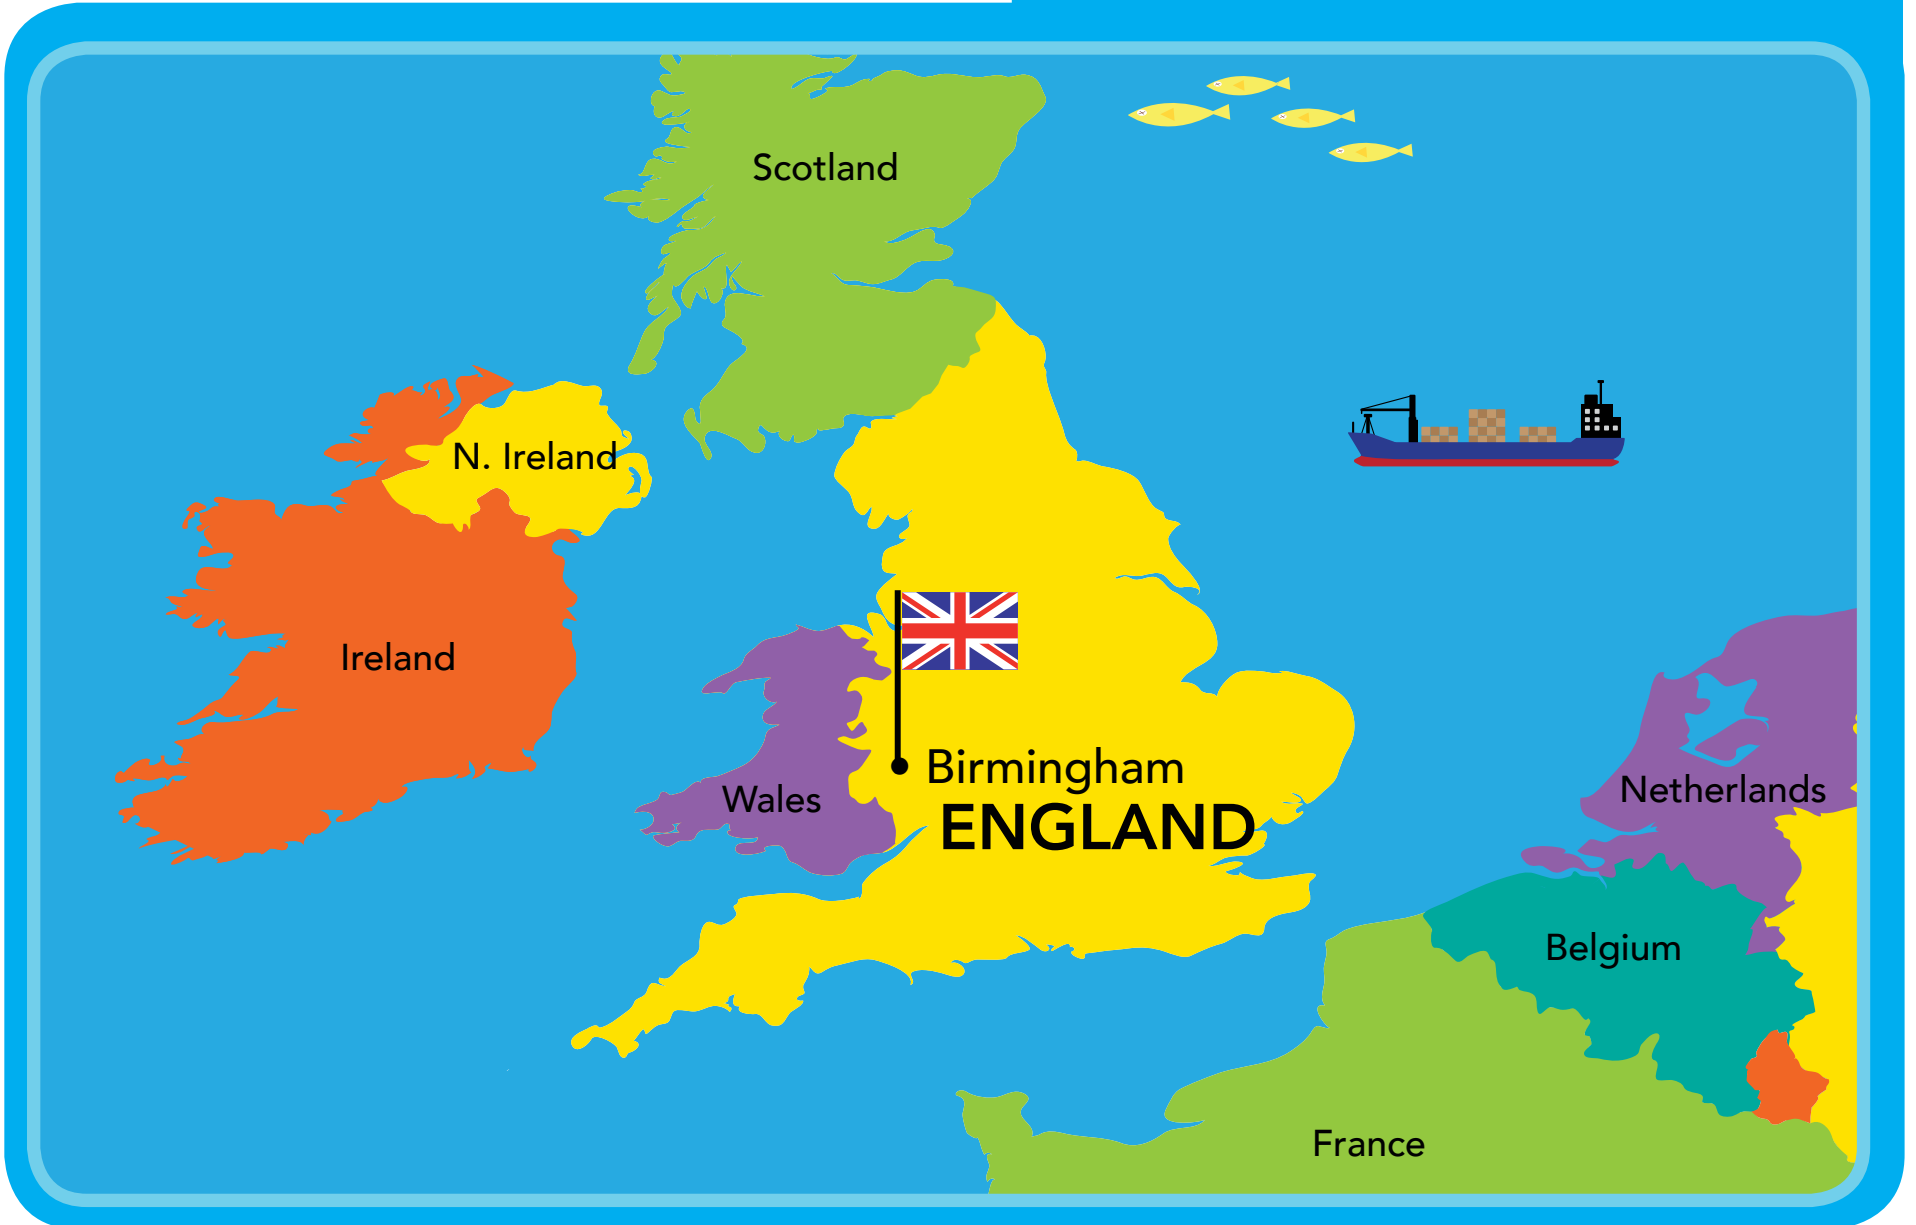 Scotland
N. Ireland
Ireland
Birmingham
Wales
ENGLAND
Netherlands
Belgium
France